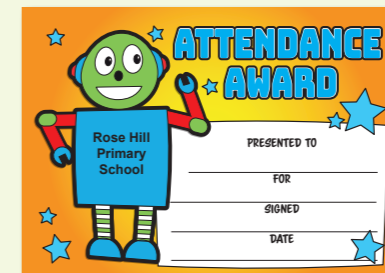 ATTENDANCE
AWARD
Rose Hill
Primary
School
PRESENTED TO
FOR
SIGNED
DATE